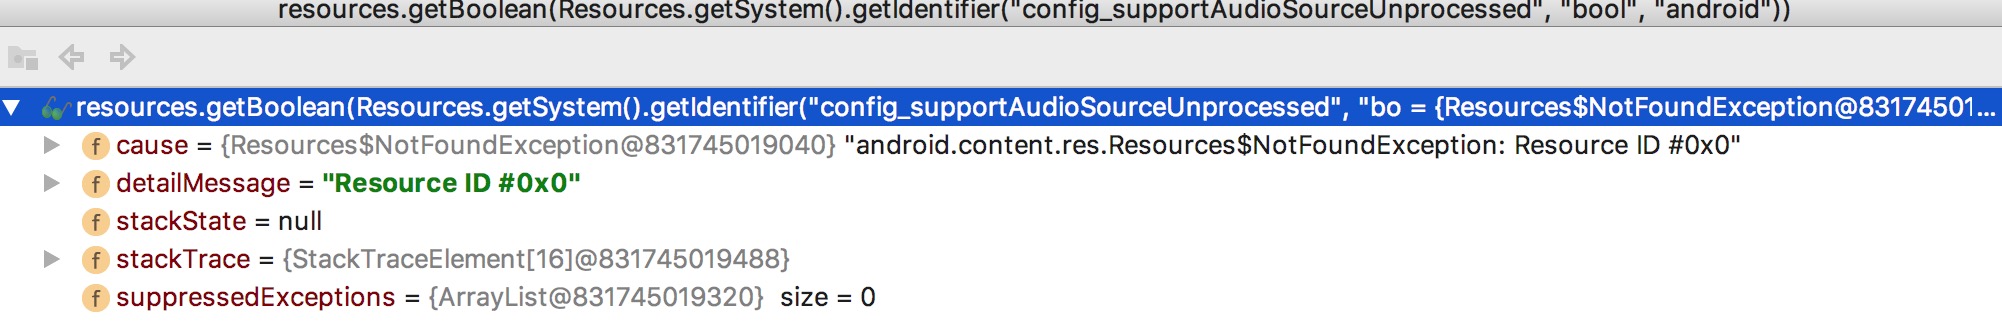 resources.getBoolean(Resources.getSystem().getIdentifier("config_supportAudioSourceUnprocessed", "bool", "android"))
resources.getBoolean(Resources.getSystem().getIdentifier("config_supportAudioSourceUnprocessed", "bo = {Resources$NotFoundException@83174501...
f cause = {Resources$NotFoundException@831745019040} "android.content.res.Resources$NotFoundException: Resource ID #0x0"
f detailMessage = "Resource ID #0x0"
f stackState = null
f stackTrace = {StackTraceElement[16]@831745019488}
f suppressedExceptions = {ArrayList@831745019320} size = 0